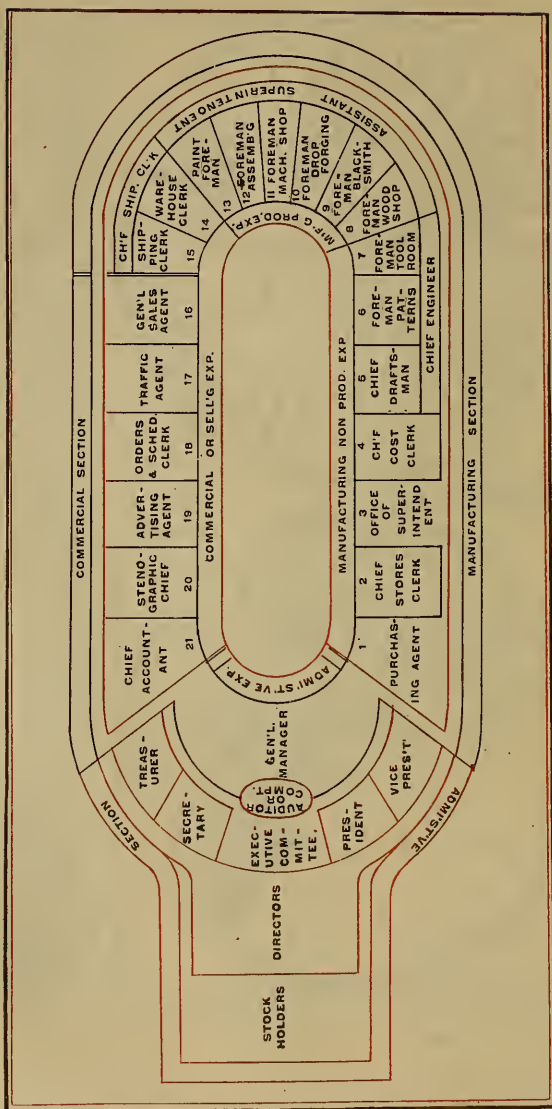 COMMERCIAL SECTION
MANUFACTURING SECTION
ADM'ST'VE
SECTION
STOCK
HOLDERS
DIRECTORS
TREAS-
URER
SECRE-
TARY
EXEC-
UTIVE
COM-
MIT-
TEE.
PRES-
IDENT
VICE
PRES'T
AUDITOR
OR
COMPT.
GEN'L.
MANAGER
ADMI'ST'VE EXP.
COMMERCIAL OR SELL'G EXP.
MANUFACTURING NON PROD. EXP
M'F'G PROD. EXP.
1
PURCHAS-
ING AGENT
2
CHIEF
STORES
CLERK
3
OFFICE
OF
SUPER-
INTEND
ENT
4
CH'F
COST
CLERK
5
CHIEF
DRAFTS-
MAN
6
FORE-
MAN
PAT-
TERNS
7
FORE-
MAN
TOOL
ROOM
CHIEF ENGINEER
8
FORE-
MAN
WOOD
SHOP
9
FORE-
MAN
BLACK-
SMITH
10
FOREMAN
DROP
FORGING
11 FOREMAN
MACH. SHOP
12 FOREMAN
ASSEMB'G
13
PAINT
FORE-
MAN
ASSISTANT
SUPERINTENDENT
14
WARE-
HOUSE
CLERK
15
SHIP-
PING
CLERK
CH'F SHIP. CL'K
16
GEN'L
SALES
AGENT
17
TRAFFIC
AGENT
18
ORDERS
& SCHED.
CLERK
19
ADVER-
TISING
AGENT
20
STENO-
GRAPHIC
CHIEF
21
CHIEF
ACCOUNT-
ANT